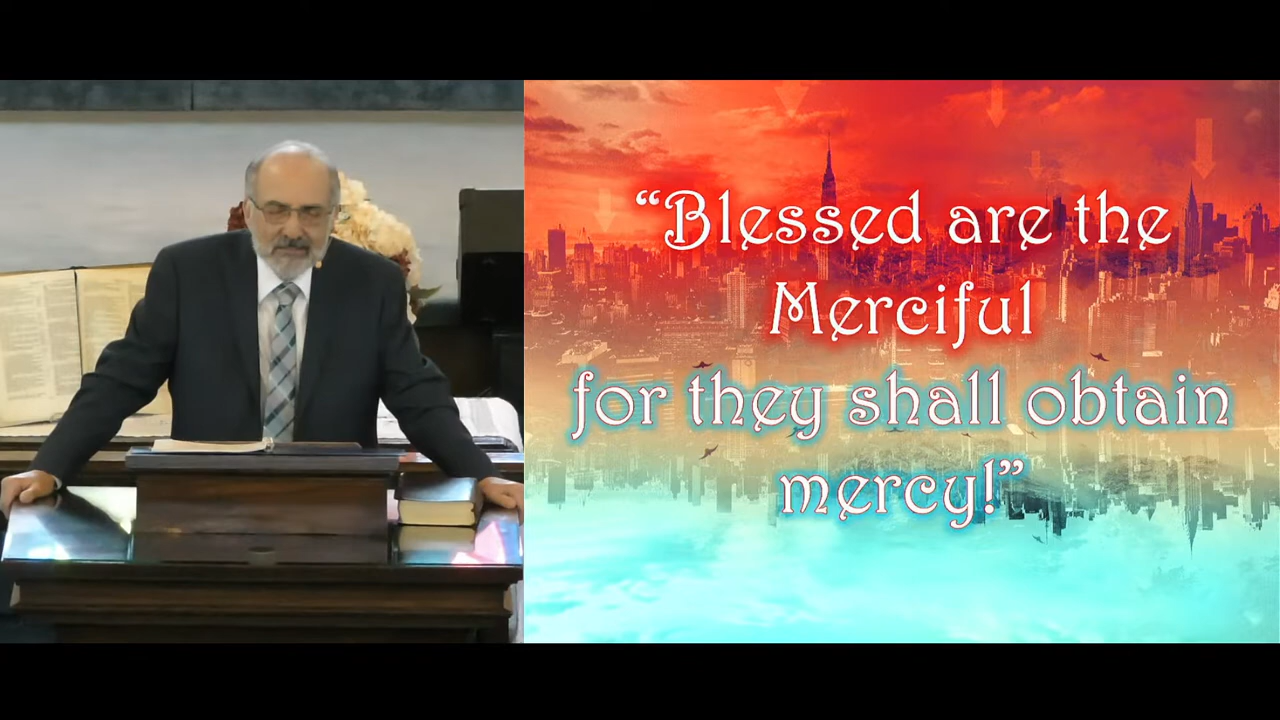 “Blessed are the
Merciful
for they shall obtain
mercy!”